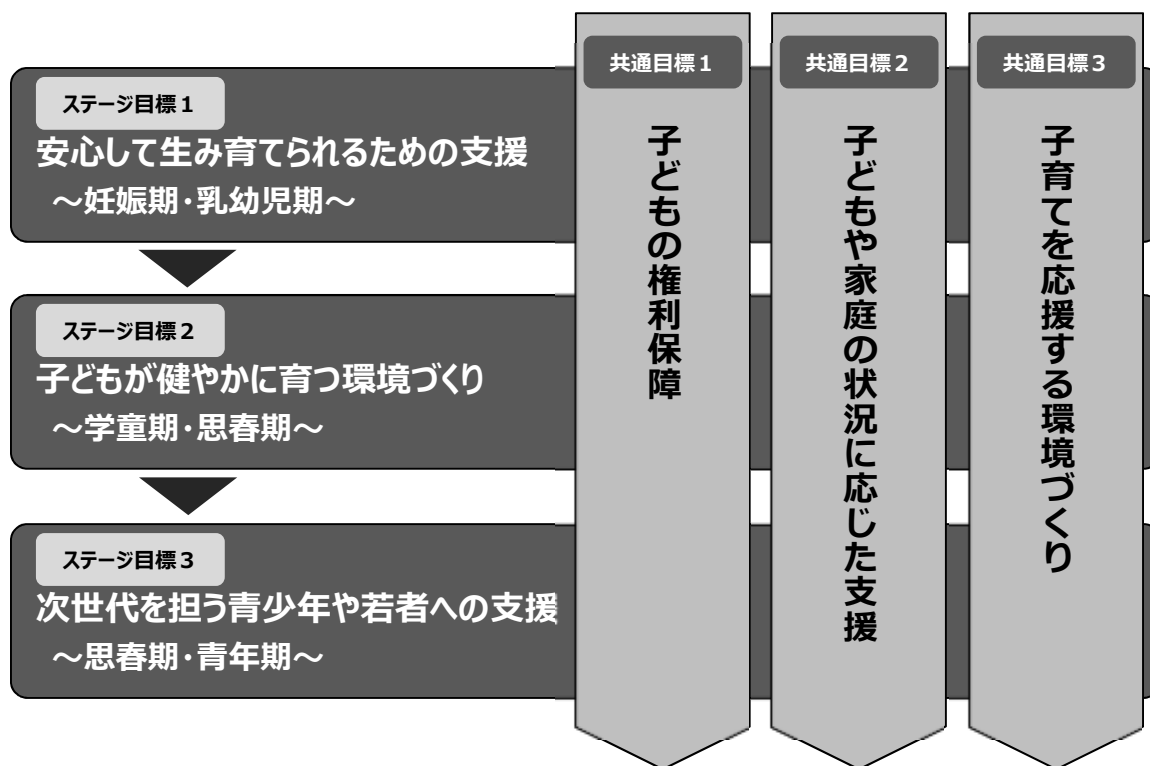 ステージ目標１
安心して生み育てられるための支援
～妊娠期・乳幼児期～
ステージ目標２
子どもが健やかに育つ環境づくり
～学童期・思春期～
ステージ目標３
次世代を担う青少年や若者への支援
～思春期・青年期～
共通目標１
子どもの権利保障
共通目標２
子どもや家庭の状況に応じた支援
共通目標３
子育てを応援する環境づくり